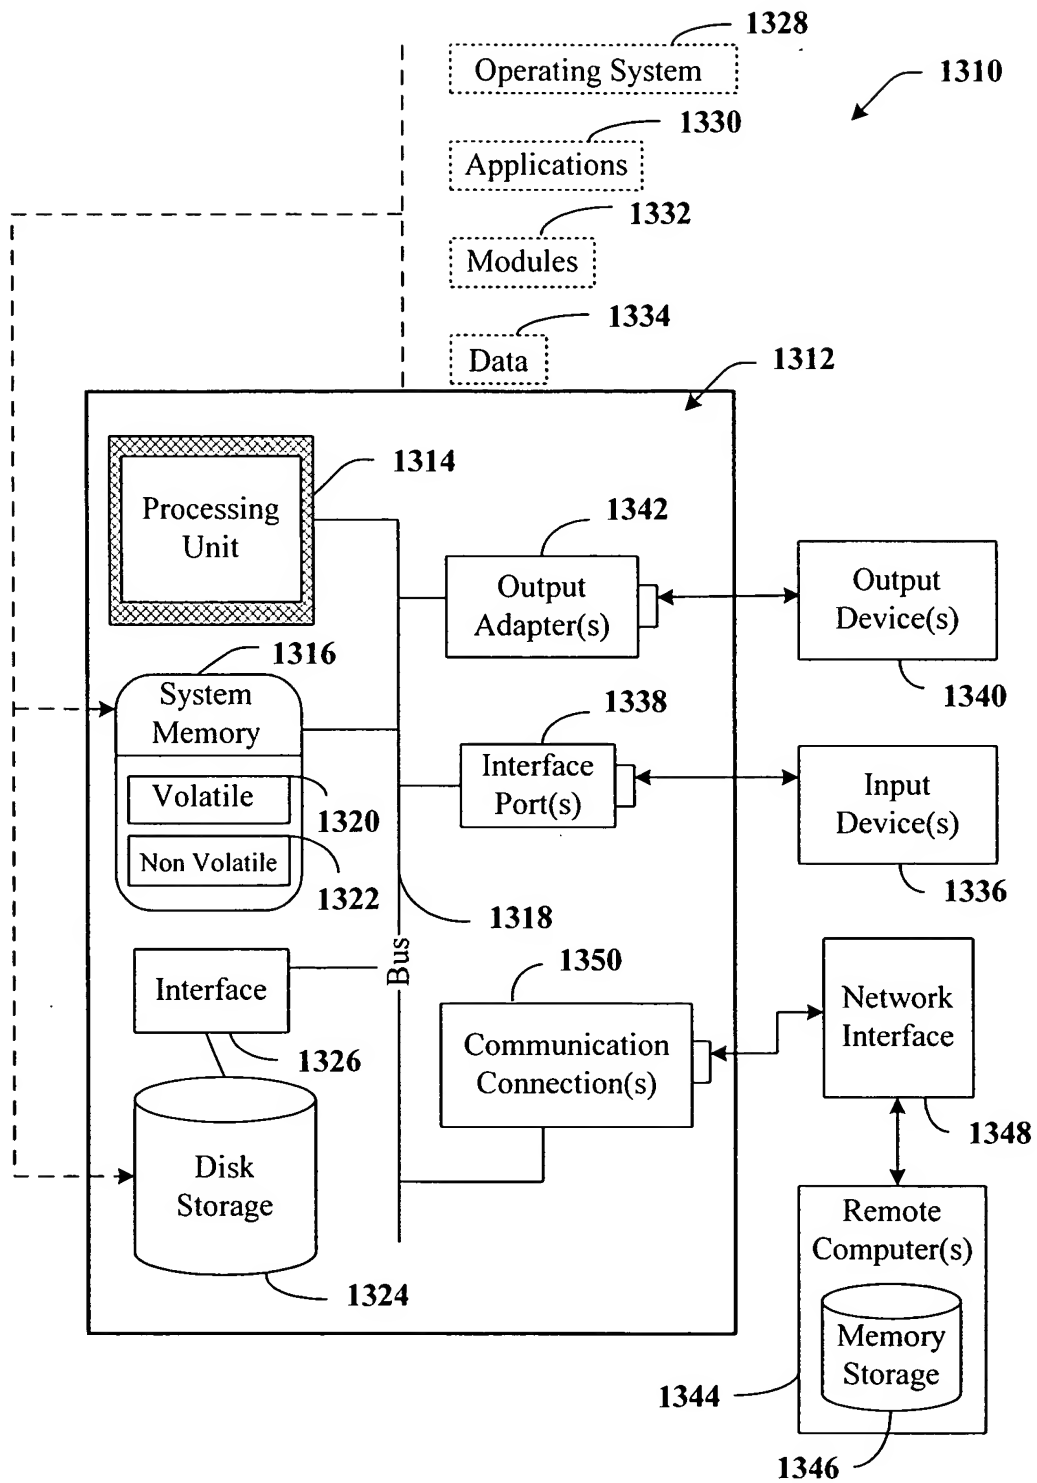 1328
Operating System
1310
1330
Applications
1332
Modules
1334
Data
1312
1314
Processing
Unit
1342
Output
Adapter(s)
Output
Device(s)
1340
1316
System
Memory
Volatile
1320
Non Volatile
1322
1338
Interface
Port(s)
Input
Device(s)
1336
1318
Bus
Interface
1326
1350
Communication
Connection(s)
Network
Interface
1348
Disk
Storage
1324
Remote
Computer(s)
Memory
Storage
1344
1346